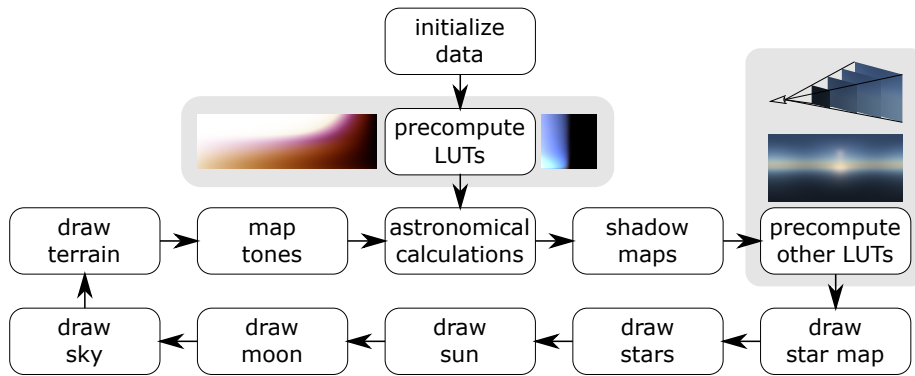 initialize
data
precompute
LUTs
draw
terrain
map
tones
astronomical
calculations
shadow
maps
precompute
other LUTs
draw
sky
draw
moon
draw
sun
draw
stars
draw
star map